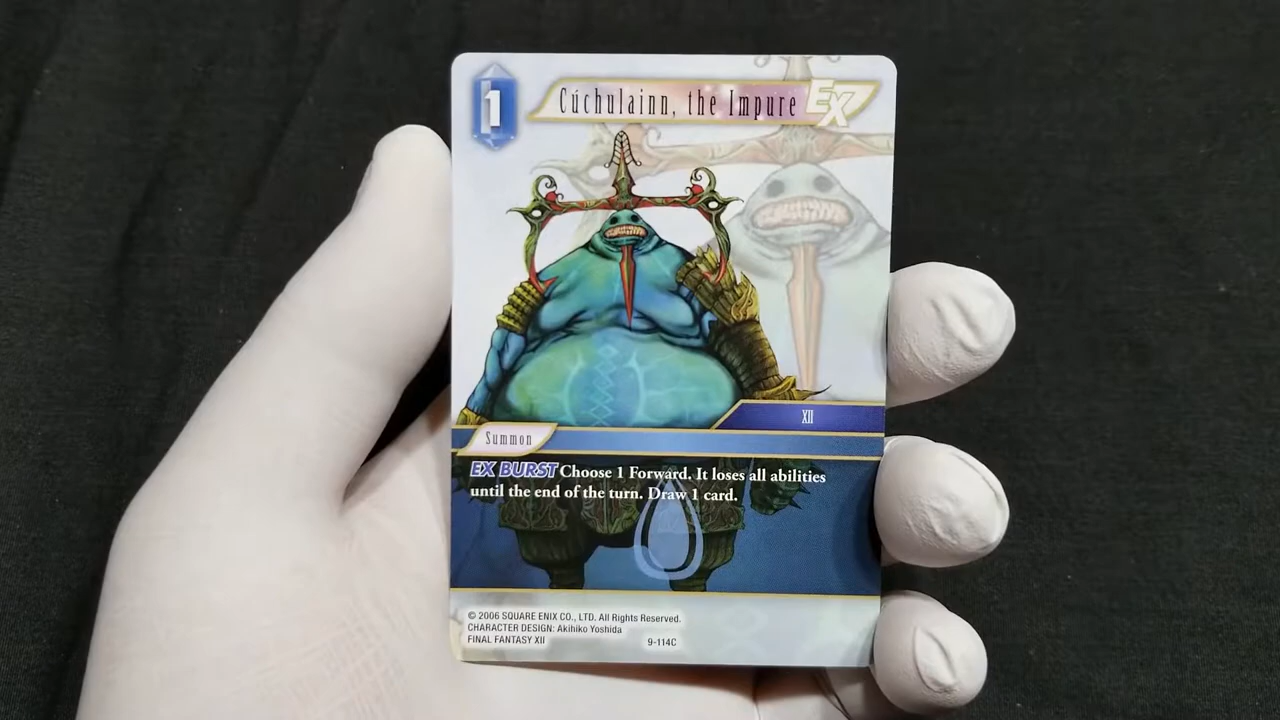 1
Cúchulainn, the Impure
EX
XII
Summon
EX BURST Choose 1 Forward. It loses all abilities
until the end of the turn. Draw 1 card.
© 2006 SQUARE ENIX CO., LTD. All Rights Reserved.
CHARACTER DESIGN: Akihiko Yoshida
FINAL FANTASY XII
9-114C